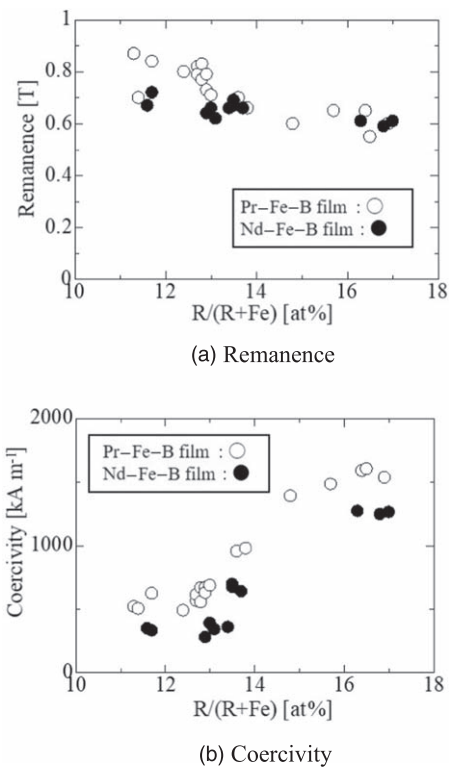 1
0.8
0.6
0.4
0.2
0
Remanence [T]
Pr–Fe–B film : ○
Nd–Fe–B film : ●
10 12 14 16 18
R/(R+Fe) [at%]
(a) Remanence
2000
1000
0
Coercivity [kA m-1]
Pr–Fe–B film : ○
Nd–Fe–B film : ●
10 12 14 16 18
R/(R+Fe) [at%]
(b) Coercivity